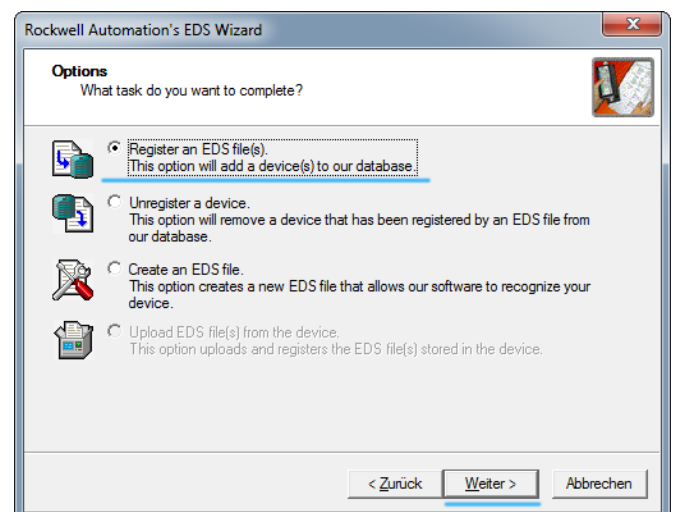 Rockwell Automation's EDS Wizard
Options
What task do you want to complete?
Register an EDS file(s).
This option will add a device(s) to our database.
Unregister a device.
This option will remove a device that has been registered by an EDS file from
our database.
Create an EDS file.
This option creates a new EDS file that allows our software to recognize your
device.
Upload EDS file(s) from the device.
This option uploads and registers the EDS file(s) stored in the device.
< Zurück
Weiter >
Abbrechen